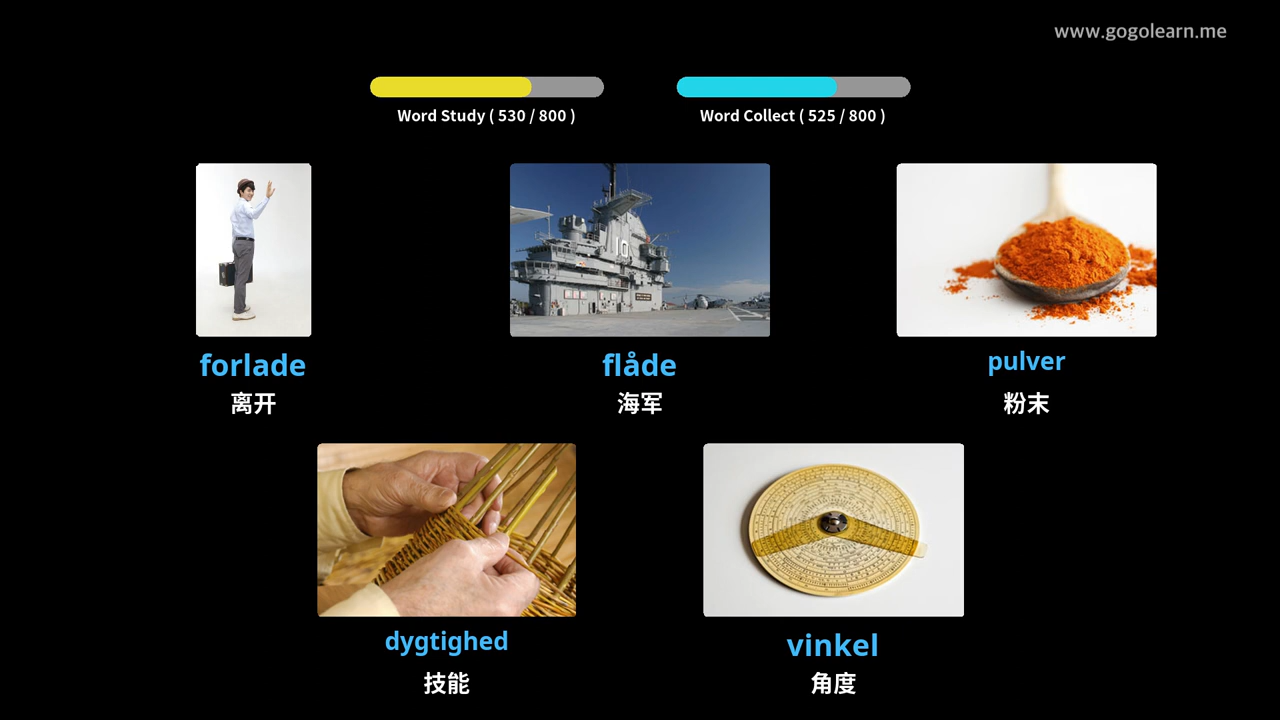 www.gogolearn.me
Word Study ( 530 / 800 )
Word Collect ( 525 / 800 )
forlade
离开
flåde
海军
pulver
粉末
dygtighed
技能
vinkel
角度